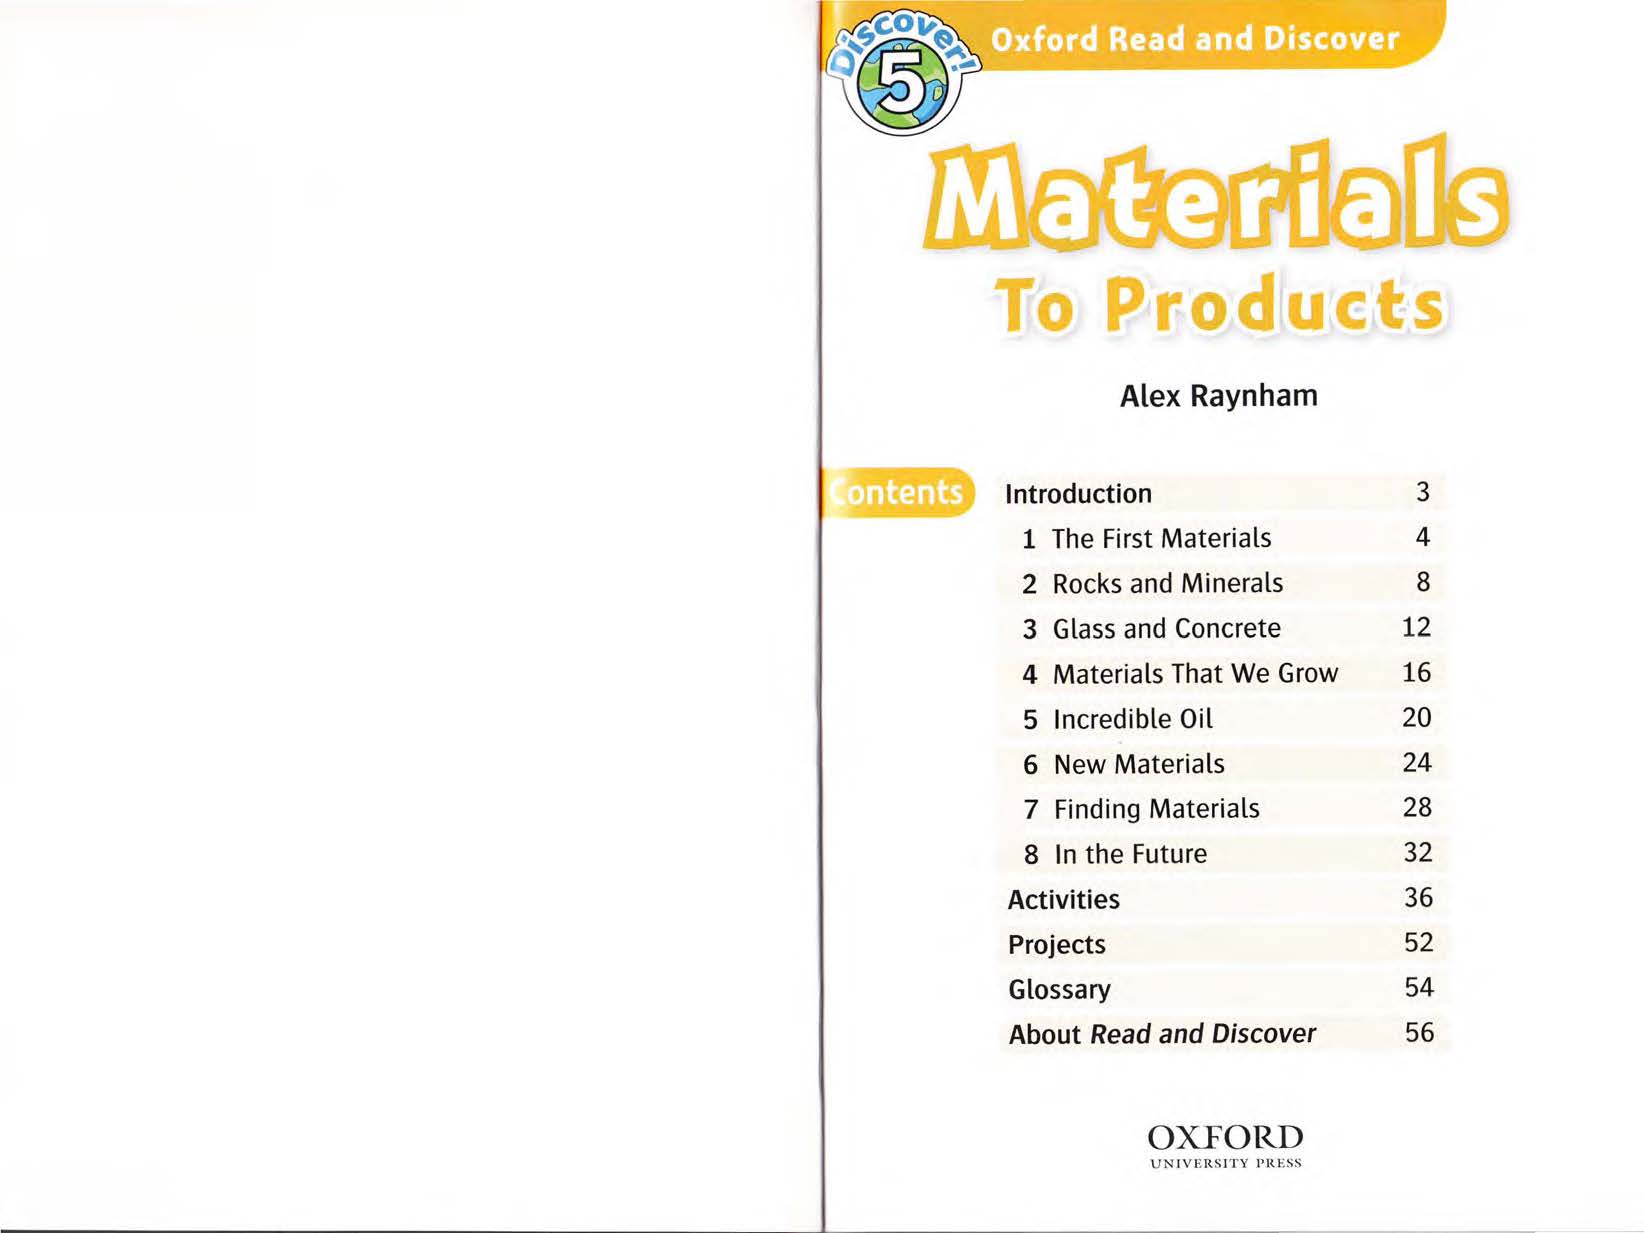 Discover!
5
Oxford Read and Discover
Materials
To Products
Alex Raynham
Contents
Introduction 3
1 The First Materials 4
2 Rocks and Minerals 8
3 Glass and Concrete 12
4 Materials That We Grow 16
5 Incredible Oil 20
6 New Materials 24
7 Finding Materials 28
8 In the Future 32
Activities 36
Projects 52
Glossary 54
About Read and Discover 56
OXFORD
UNIVERSITY PRESS